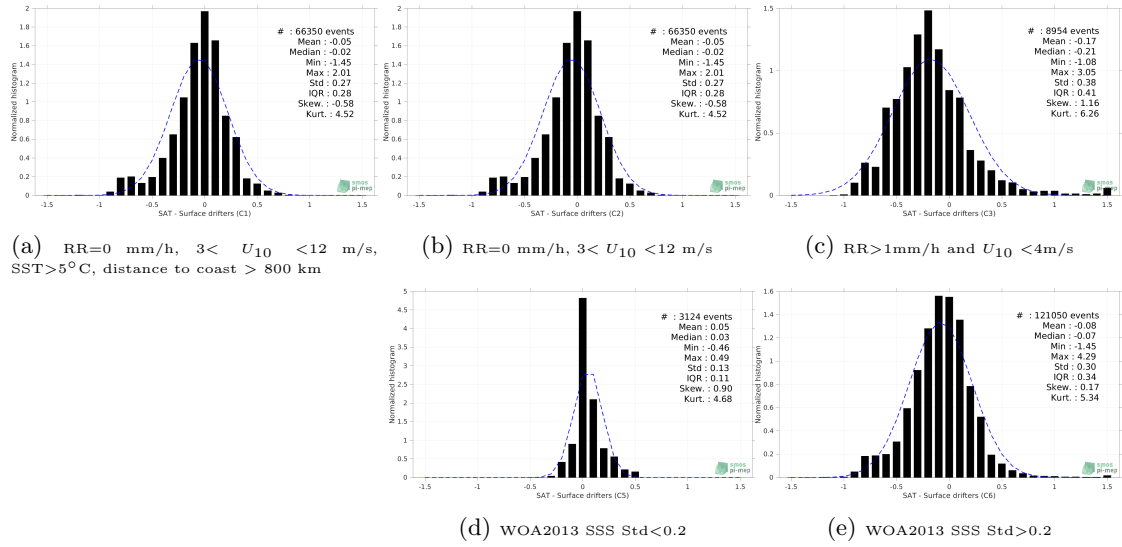 2
1.8
1.6
1.4
1.2
1
0.8
0.6
0.4
0.2
0
Normalized histogram
# : 66350 events
Mean : -0.05
Median : -0.02
Min : -1.45
Max : 2.01
Std : 0.27
IQR : 0.28
Skew. : -0.58
Kurt. : 4.52
smos
pi-mep
-1.5 -1 -0.5 0 0.5 1 1.5
SAT - Surface drifters (C1)
(a) RR=0 mm/h, 3< U10 <12 m/s,
SST>5°C, distance to coast > 800 km
2
1.8
1.6
1.4
1.2
1
0.8
0.6
0.4
0.2
0
Normalized histogram
# : 66350 events
Mean : -0.05
Median : -0.02
Min : -1.45
Max : 2.01
Std : 0.27
IQR : 0.28
Skew. : -0.58
Kurt. : 4.52
smos
pi-mep
-1.5 -1 -0.5 0 0.5 1 1.5
SAT - Surface drifters (C2)
(b) RR=0 mm/h, 3< U10 <12 m/s
1.5
1
0.5
0
Normalized histogram
# : 8954 events
Mean : -0.17
Median : -0.21
Min : -1.08
Max : 3.05
Std : 0.38
IQR : 0.41
Skew. : 1.16
Kurt. : 6.26
smos
pi-mep
-1.5 -1 -0.5 0 0.5 1 1.5
SAT - Surface drifters (C3)
(c) RR>1mm/h and U10 <4m/s
5
4.5
4
3.5
3
2.5
2
1.5
1
0.5
0
Normalized histogram
# : 3124 events
Mean : 0.05
Median : 0.03
Min : -0.46
Max : 0.49
Std : 0.13
IQR : 0.11
Skew. : 0.90
Kurt. : 4.68
smos
pi-mep
-1.5 -1 -0.5 0 0.5 1 1.5
SAT - Surface drifters (C5)
(d) WOA2013 SSS Std<0.2
1.6
1.4
1.2
1
0.8
0.6
0.4
0.2
0
Normalized histogram
# : 121050 events
Mean : -0.08
Median : -0.07
Min : -1.45
Max : 4.29
Std : 0.30
IQR : 0.34
Skew. : 0.17
Kurt. : 5.34
smos
pi-mep
-1.5 -1 -0.5 0 0.5 1 1.5
SAT - Surface drifters (C6)
(e) WOA2013 SSS Std>0.2